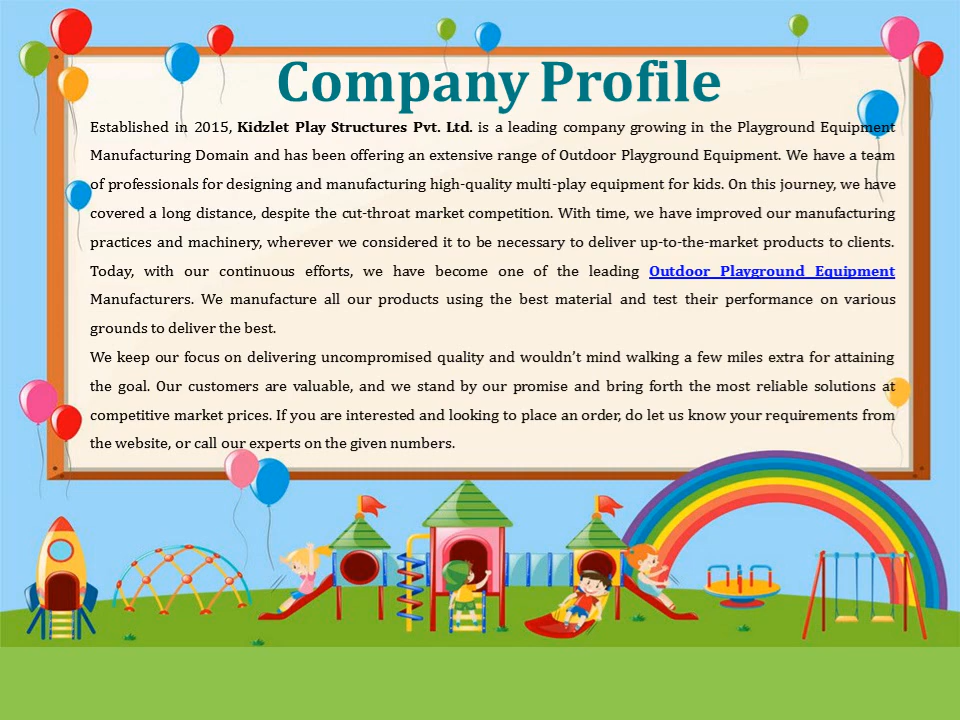 Company Profile
Established in 2015, Kidzlet Play Structures Pvt. Ltd. is a leading company growing in the Playground Equipment
Manufacturing Domain and has been offering an extensive range of Outdoor Playground Equipment. We have a team
of professionals for designing and manufacturing high-quality multi-play equipment for kids. On this journey, we have
covered a long distance, despite the cut-throat market competition. With time, we have improved our manufacturing
practices and machinery, wherever we considered it to be necessary to deliver up-to-the-market products to clients.
Today, with our continuous efforts, we have become one of the leading Outdoor Playground Equipment
Manufacturers. We manufacture all our products using the best material and test their performance on various
grounds to deliver the best.
We keep our focus on delivering uncompromised quality and wouldn’t mind walking a few miles extra for attaining
the goal. Our customers are valuable, and we stand by our promise and bring forth the most reliable solutions at
competitive market prices. If you are interested and looking to place an order, do let us know your requirements from
the website, or call our experts on the given numbers.